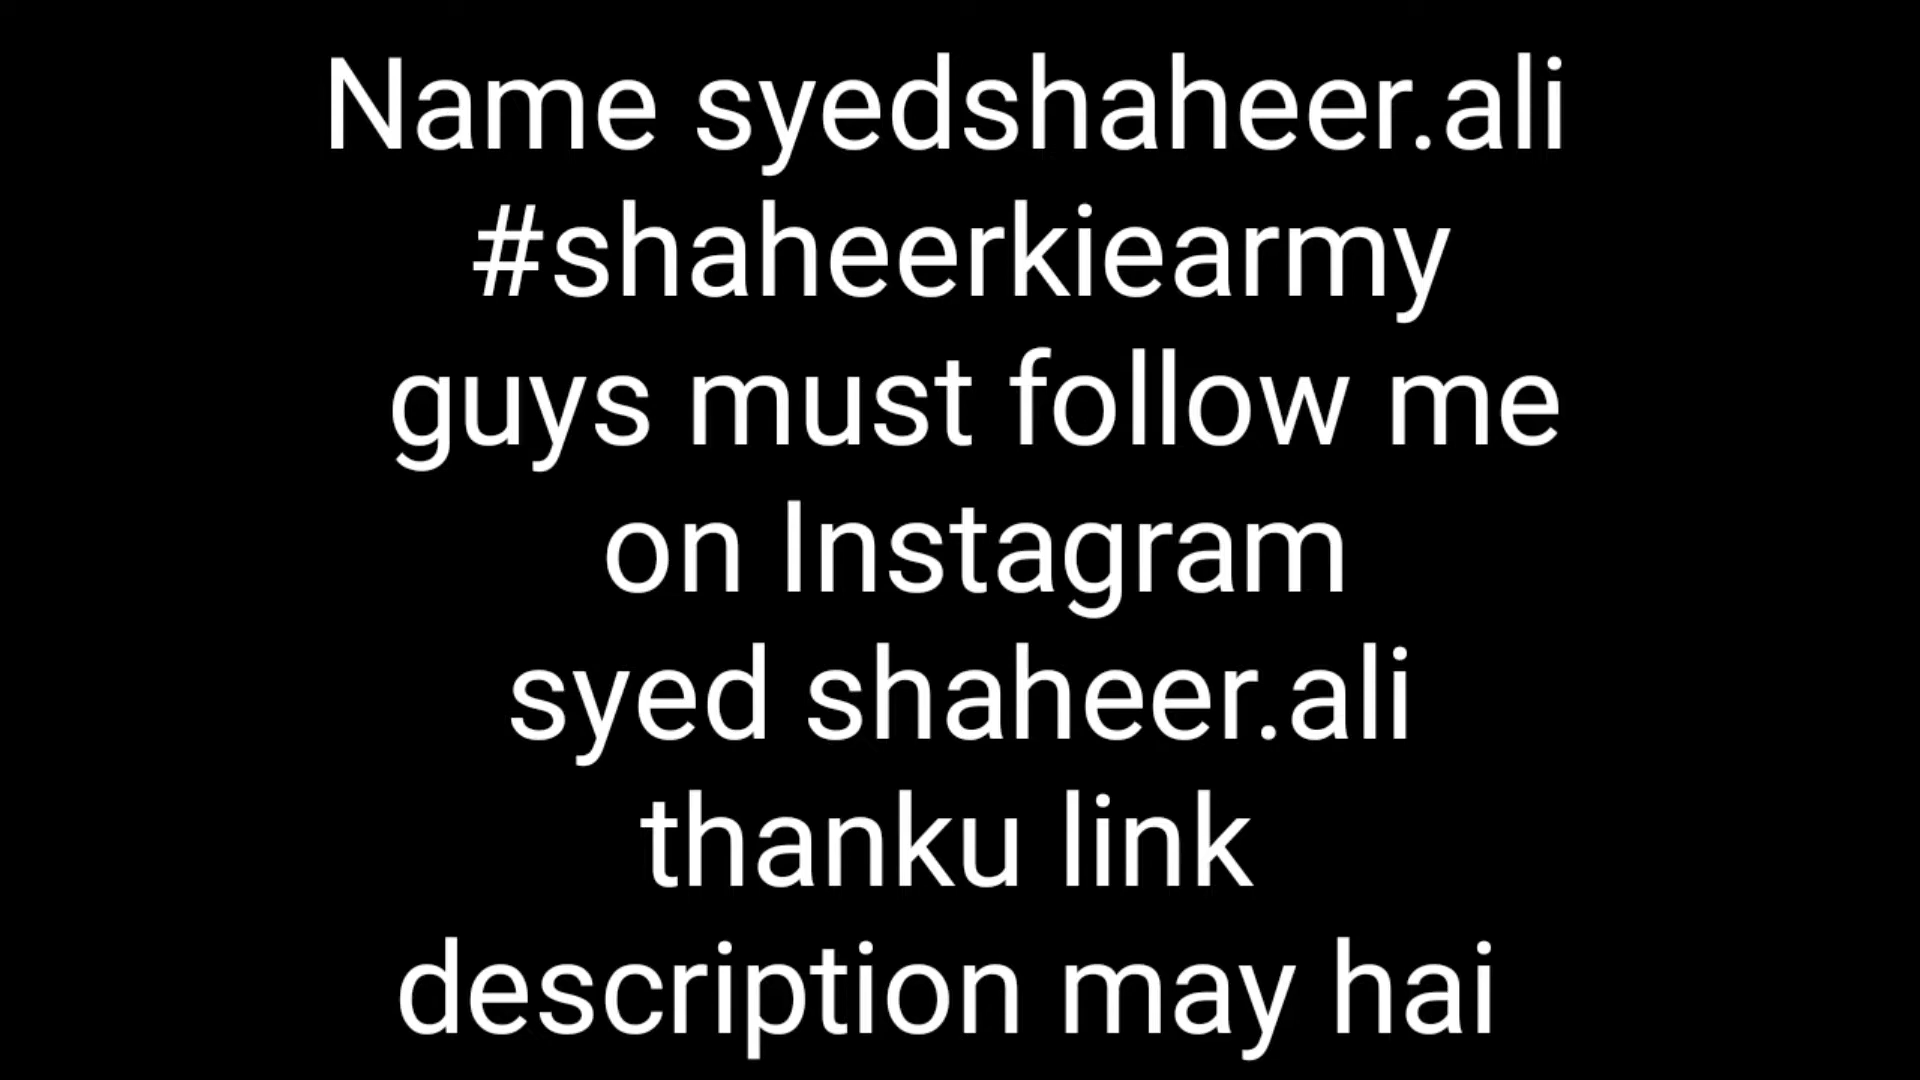 Name syedshaheer.ali
#shaheerkiearmy
guys must follow me
on Instagram
syed shaheer.ali
thanku link
description may hai